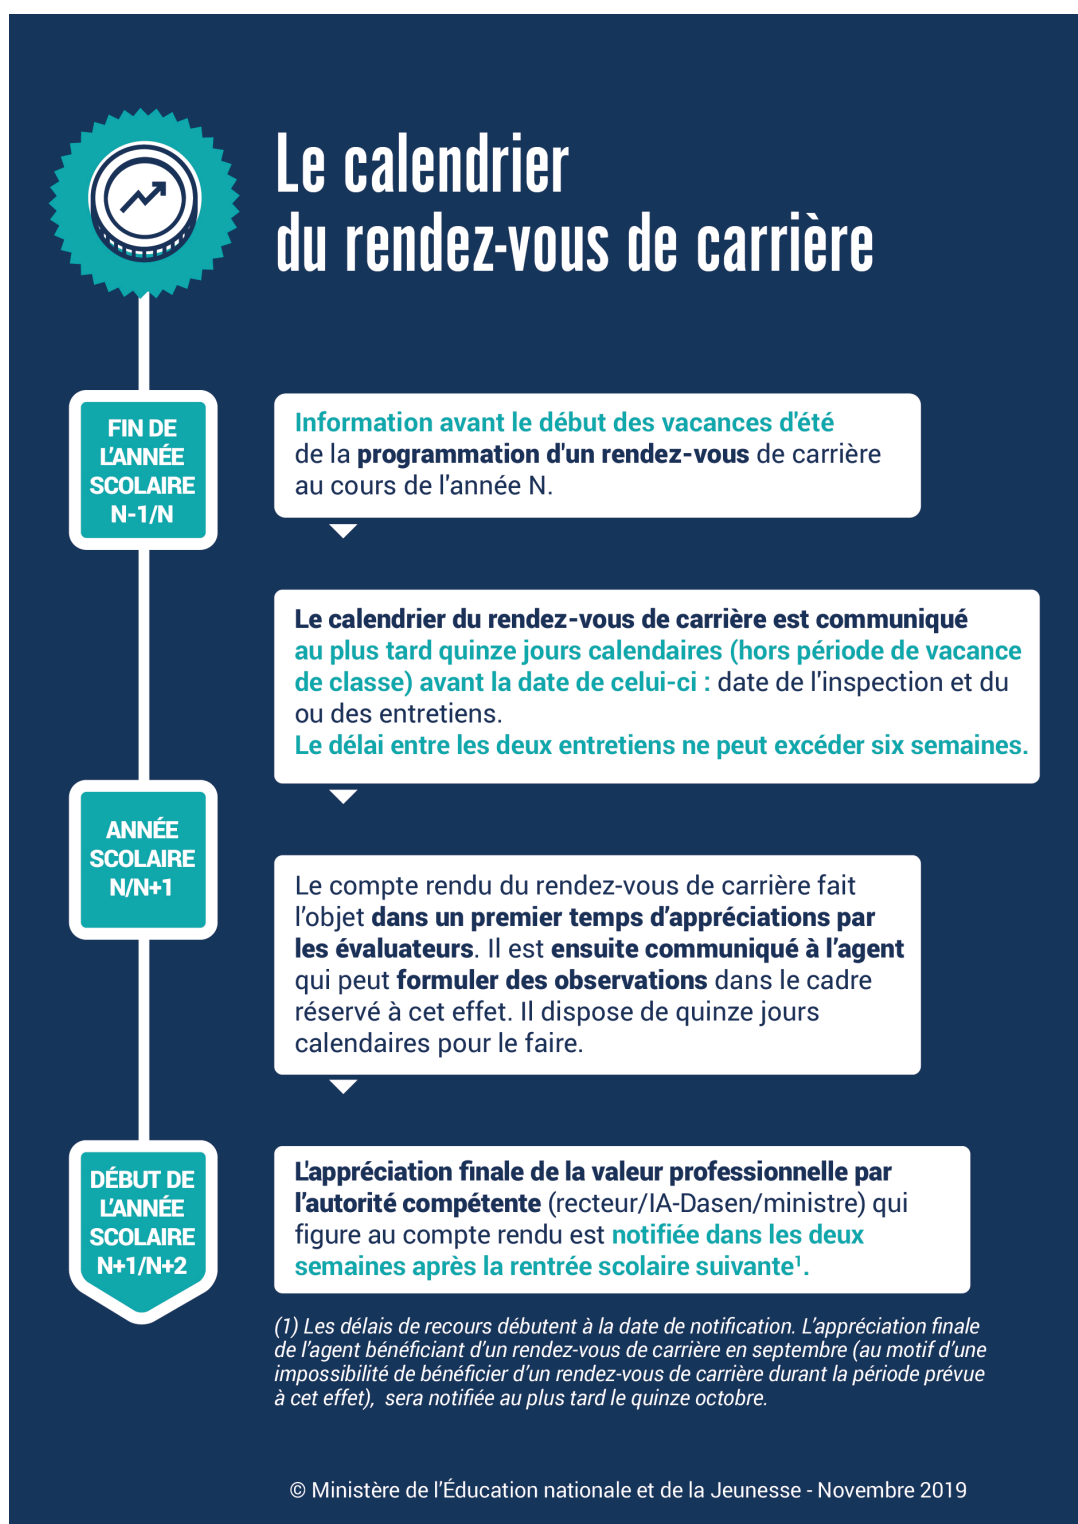 Le calendrier
du rendez-vous de carrière
FIN DE
L'ANNÉE
SCOLAIRE
N-1/N
Information avant le début des vacances d'été
de la programmation d'un rendez-vous de carrière
au cours de l'année N.
Le calendrier du rendez-vous de carrière est communiqué
au plus tard quinze jours calendaires (hors période de vacance
de classe) avant la date de celui-ci : date de l'inspection et du
ou des entretiens.
Le délai entre les deux entretiens ne peut excéder six semaines.
ANNÉE
SCOLAIRE
N/N+1
Le compte rendu du rendez-vous de carrière fait
l'objet dans un premier temps d'appréciations par
les évaluateurs. Il est ensuite communiqué à l'agent
qui peut formuler des observations dans le cadre
réservé à cet effet. Il dispose de quinze jours
calendaires pour le faire.
DÉBUT DE
L'ANNÉE
SCOLAIRE
N+1/N+2
L'appréciation finale de la valeur professionnelle par
l'autorité compétente (recteur/IA-Dasen/ministre) qui
figure au compte rendu est notifiée dans les deux
semaines après la rentrée scolaire suivante¹.
(1) Les délais de recours débutent à la date de notification. L'appréciation finale
de l'agent bénéficiant d'un rendez-vous de carrière en septembre (au motif d'une
impossibilité de bénéficier d'un rendez-vous de carrière durant la période prévue
à cet effet), sera notifiée au plus tard le quinze octobre.
© Ministère de l'Éducation nationale et de la Jeunesse - Novembre 2019